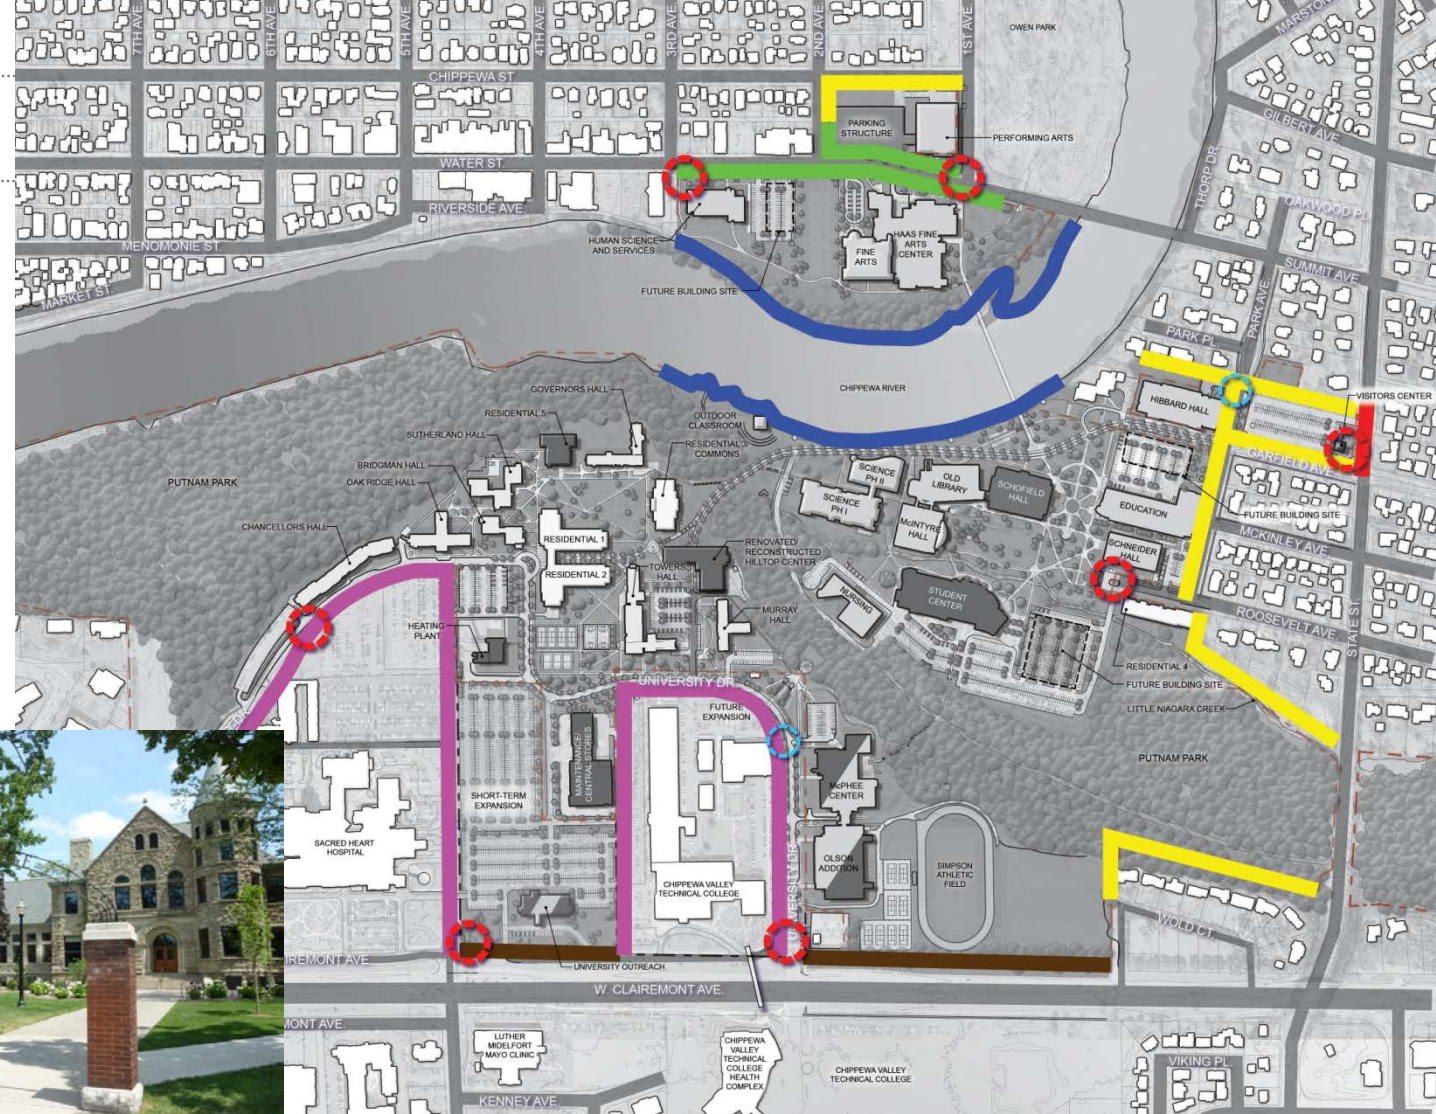 7TH AVE.
6TH AVE.
5TH AVE.
4TH AVE.
3RD AVE.
2ND AVE.
1ST AVE.
OWEN PARK
MARSTON
CHIPPEWA ST.
GILBERT AVE.
PARKING
STRUCTURE
PERFORMING ARTS
THORP DR.
WATER ST.
RIVERSIDE AVE.
OAKWOOD PL.
MENOMONIE ST.
HUMAN SCIENCE
AND SERVICES
HAAS FINE
ARTS
CENTER
FINE
ARTS
SUMMIT AVE.
MARKET ST.
FUTURE BUILDING SITE
PARK AVE.
PARK PL.
CHIPPEWA RIVER
GOVERNORS HALL
HIBBARD HALL
VISITORS CENTER
RESIDENTIAL 5
OUTDOOR
CLASSROOM
SUTHERLAND HALL
RESIDENTIAL 3/
COMMONS
BRIDGMAN HALL
GARFIELD AVE.
SCIENCE
PH II
OLD
LIBRARY
SCHOFIELD
HALL
PUTNAM PARK
OAK RIDGE HALL
SCIENCE
PH I
EDUCATION
FUTURE BUILDING SITE
CHANCELLORS HALL
McINTYRE
HALL
MCKINLEY AVE
RESIDENTIAL 1
RENOVATED/
RECONSTRUCTED
HILLTOP CENTER
SCHNEIDER
HALL
RESIDENTIAL 2
TOWERS
HALL
NURSING
STUDENT
CENTER
MURRAY
HALL
ROOSEVELT AVE.
HEATING
PLANT
STATE ST.
RESIDENTIAL 4
UNIVERSITY DR.
FUTURE BUILDING SITE
FUTURE
EXPANSION
LITTLE NIAGARA CREEK
MAINTENANCE/
CENTRAL STORES
PUTNAM PARK
SHORT-TERM
EXPANSION
McPHEE
CENTER
SACRED HEART
HOSPITAL
OLSON
ADDITION
SIMPSON
ATHLETIC
FIELD
CHIPPEWA VALLEY
TECHNICAL COLLEGE
UNIVERSITY DR.
WOLD CT.
IREMONT AVE
UNIVERSITY OUTREACH
W. CLAIREMONT AVE.
MONT AVE.
LUTHER
MIDELFORT
MAYO CLINIC
CHIPPEWA
VALLEY
TECHNICAL
COLLEGE
HEALTH
COMPLEX
CHIPPEWA VALLEY
TECHNICAL COLLEGE
VIKING PL.
KENNEY AVE.